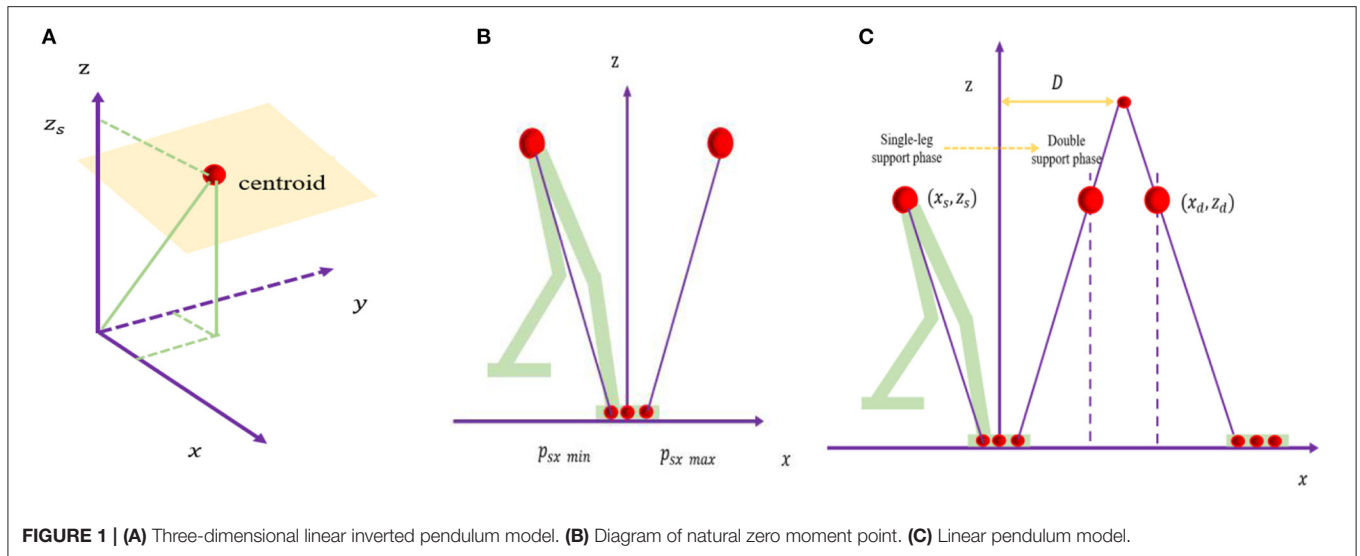 A
z
z_s
centroid
y
x
B
z
p_sx min
p_sx max
x
C
z
D
Single-leg
support phase
Double
support phase
(x_s, z_s)
(x_d, z_d)
x
FIGURE 1 | (A) Three-dimensional linear inverted pendulum model. (B) Diagram of natural zero moment point. (C) Linear pendulum model.